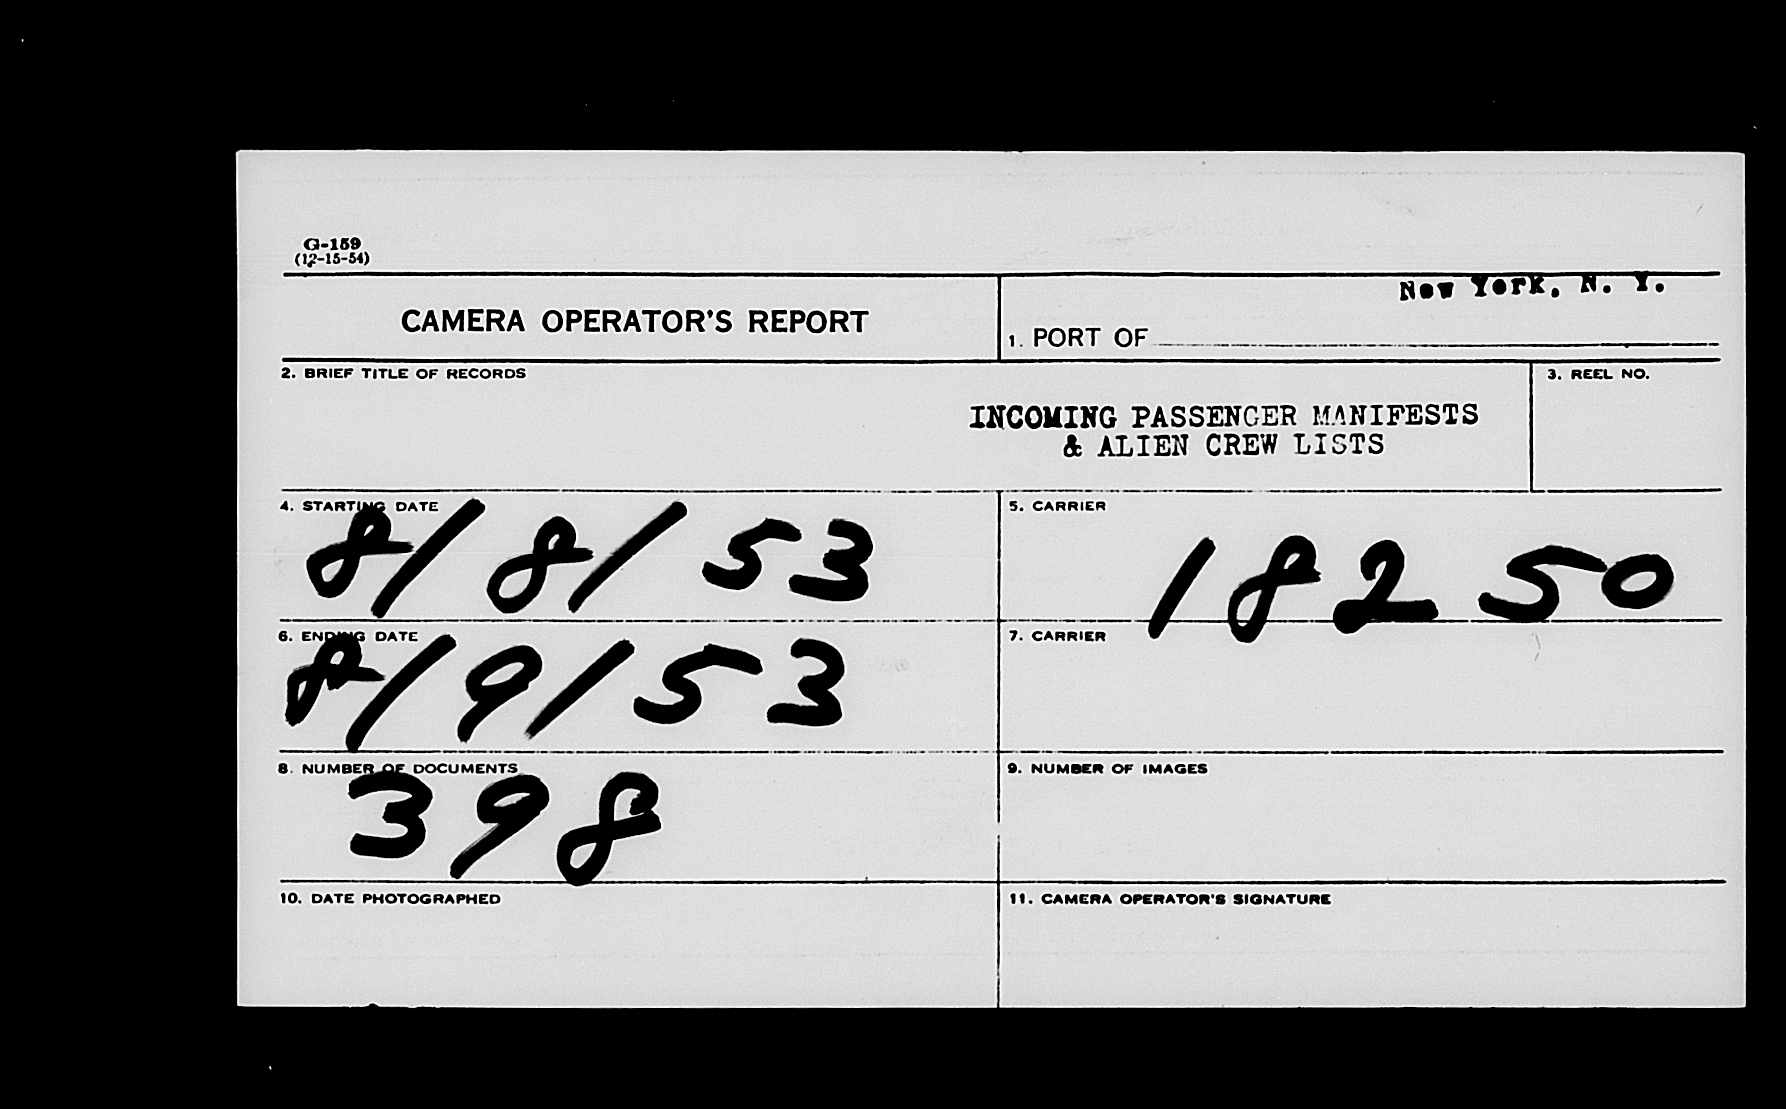 G-159
(12-15-54)
CAMERA OPERATOR'S REPORT
New York, N. Y.
1. PORT OF
2. BRIEF TITLE OF RECORDS
3. REEL NO.
INCOMING PASSENGER MANIFESTS
& ALIEN CREW LISTS
4. STARTING DATE
8/8/53
5. CARRIER
18250
6. ENDING DATE
8/9/53
7. CARRIER
8. NUMBER OF DOCUMENTS
398
9. NUMBER OF IMAGES
10. DATE PHOTOGRAPHED
11. CAMERA OPERATOR'S SIGNATURE